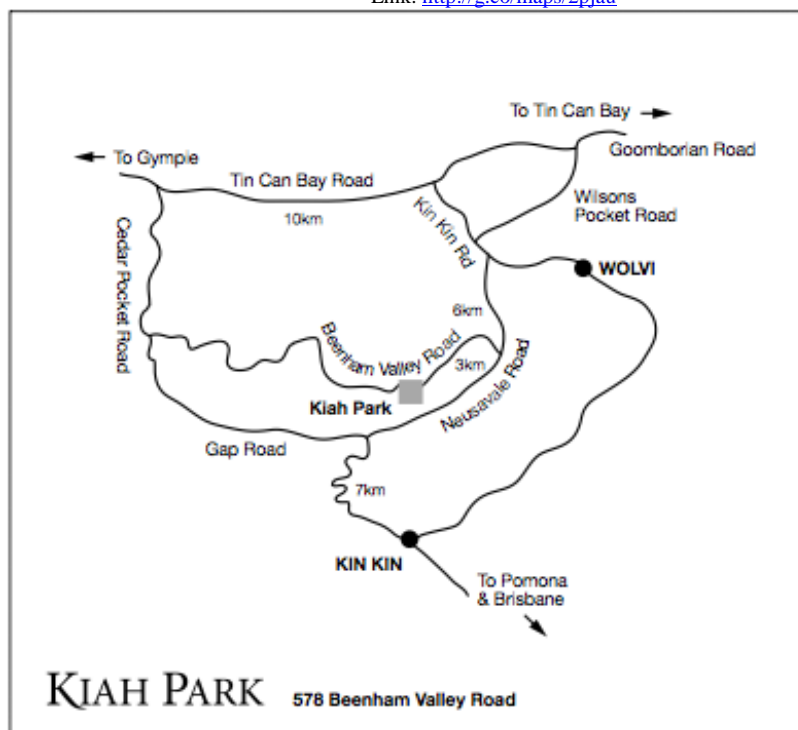 Link: http://g.co/maps/2pjau
To Tin Can Bay
Goomborian Road
To Gympie
Tin Can Bay Road
10km
Wilsons
Pocket Road
Kin Kin Rd
Cedar Pocket Road
WOLVI
6km
Beenham Valley Road
3km
Neusavale Road
Kiah Park
Gap Road
7km
KIN KIN
To Pomona
& Brisbane
KIAH PARK 578 Beenham Valley Road